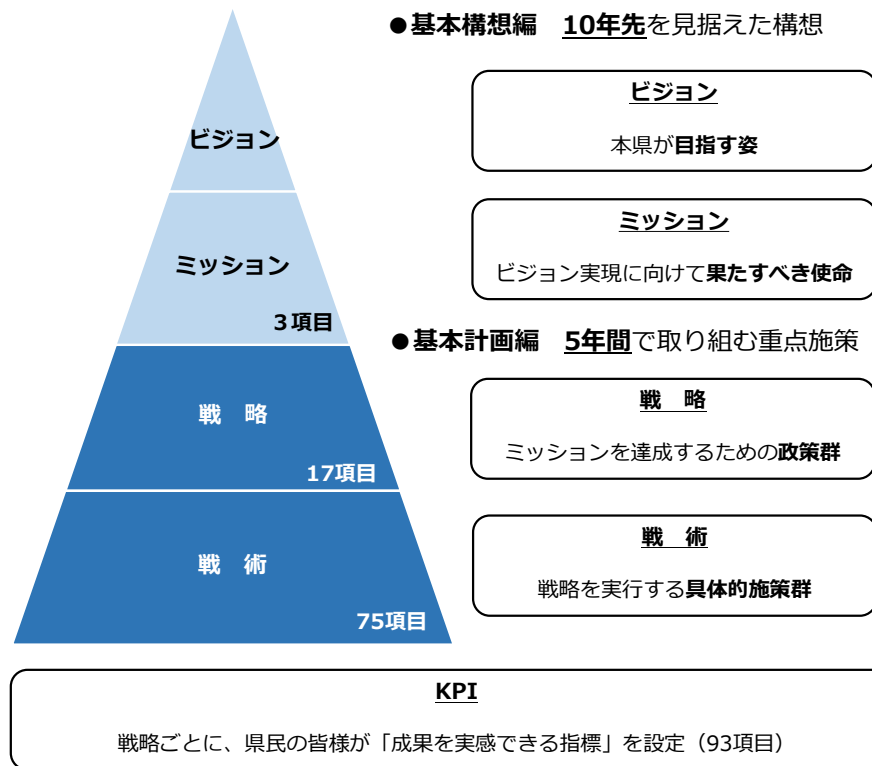 ●基本構想編　10年先を見据えた構想
ビジョン
ビジョン
本県が目指す姿
ミッション
3項目
ミッション
ビジョン実現に向けて果たすべき使命
●基本計画編　5年間で取り組む重点施策
戦　略
17項目
戦　略
ミッションを達成するための政策群
戦　術
75項目
戦　術
戦略を実行する具体的施策群
KPI
戦略ごとに、県民の皆様が「成果を実感できる指標」を設定（93項目）